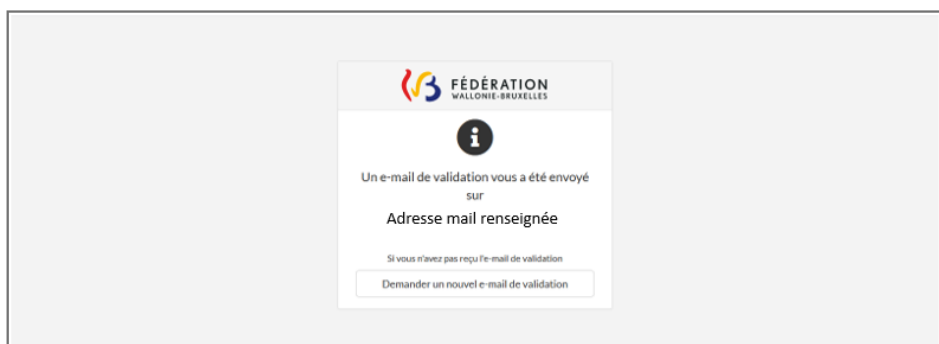 FÉDÉRATION
WALLONIE-BRUXELLES
Un e-mail de validation vous a été envoyé
sur
Adresse mail renseignée
Si vous n'avez pas reçu l'e-mail de validation
Demander un nouvel e-mail de validation